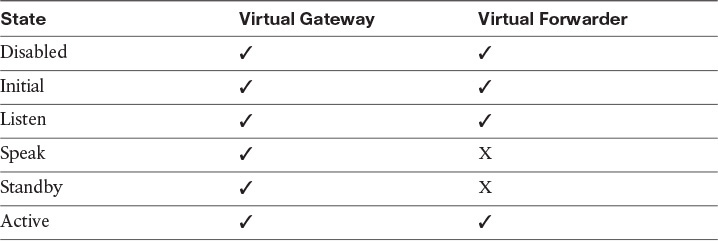 State Virtual Gateway Virtual Forwarder
Disabled ✓ ✓
Initial ✓ ✓
Listen ✓ ✓
Speak ✓ X
Standby ✓ X
Active ✓ ✓